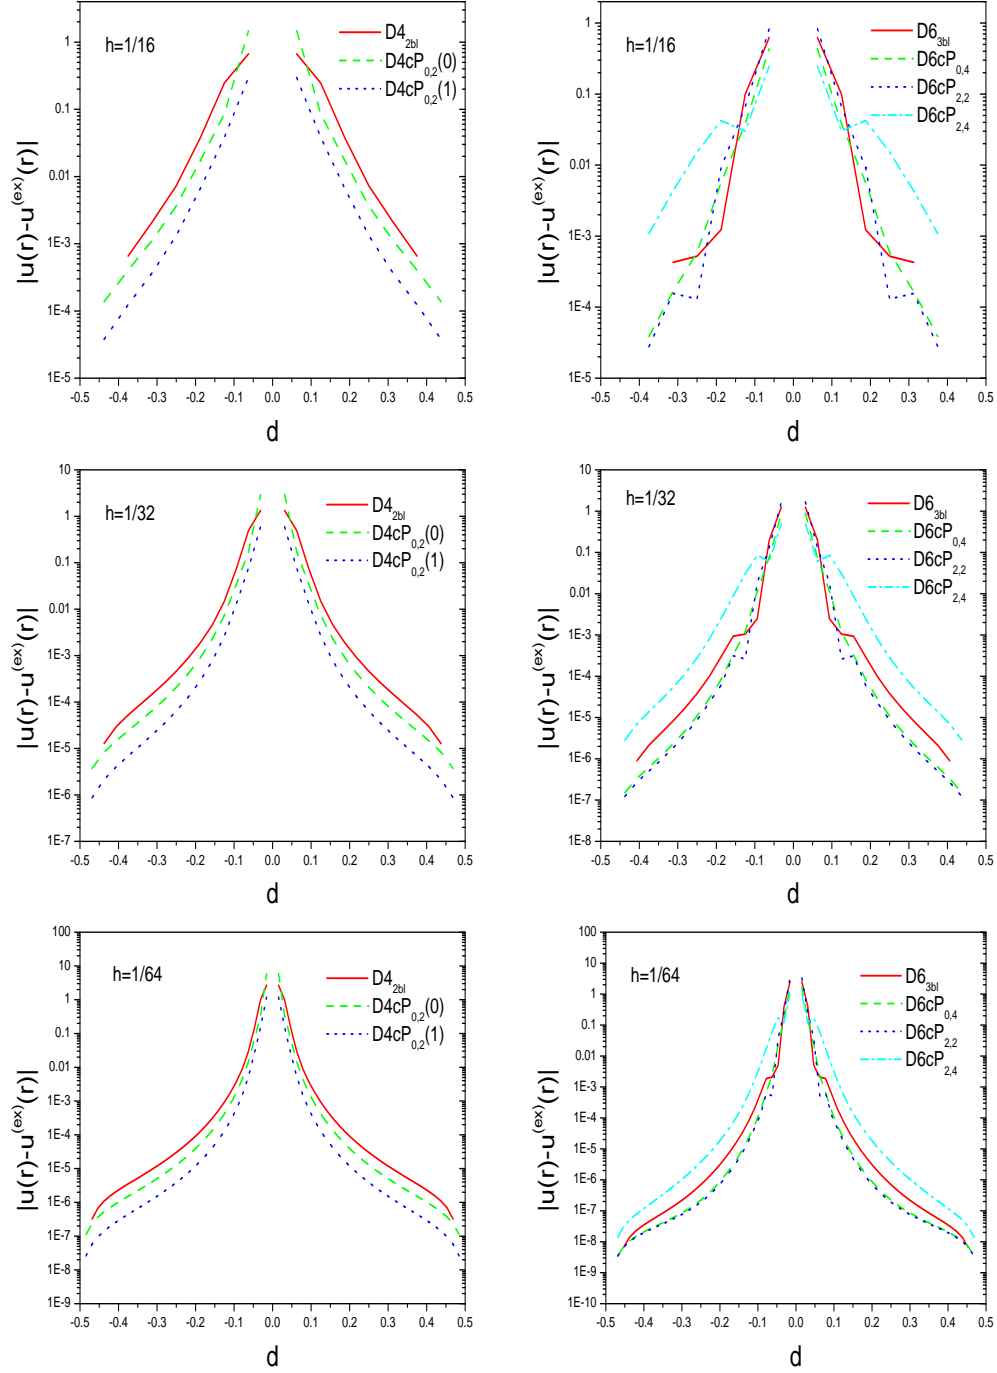 h=1/16
D4_2bl
D4cP_0,2(0)
D4cP_0,2(1)
|u(r)-u^(ex)(r)|
1
0.1
0.01
1E-3
1E-4
1E-5
-0.5 -0.4 -0.3 -0.2 -0.1 0.0 0.1 0.2 0.3 0.4 0.5
d
h=1/16
D6_3bl
D6cP_0,4
D6cP_2,2
D6cP_2,4
|u(r)-u^(ex)(r)|
1
0.1
0.01
1E-3
1E-4
1E-5
-0.5 -0.4 -0.3 -0.2 -0.1 0.0 0.1 0.2 0.3 0.4 0.5
d
h=1/32
D4_2bl
D4cP_0,2(0)
D4cP_0,2(1)
|u(r)-u^(ex)(r)|
10
1
0.1
0.01
1E-3
1E-4
1E-5
1E-6
1E-7
-0.5 -0.4 -0.3 -0.2 -0.1 0.0 0.1 0.2 0.3 0.4 0.5
d
h=1/32
D6_3bl
D6cP_0,4
D6cP_2,2
D6cP_2,4
|u(r)-u^(ex)(r)|
10
1
0.1
0.01
1E-3
1E-4
1E-5
1E-6
1E-7
1E-8
-0.5 -0.4 -0.3 -0.2 -0.1 0.0 0.1 0.2 0.3 0.4 0.5
d
h=1/64
D4_2bl
D4cP_0,2(0)
D4cP_0,2(1)
|u(r)-u^(ex)(r)|
100
10
1
0.1
0.01
1E-3
1E-4
1E-5
1E-6
1E-7
1E-8
1E-9
-0.5 -0.4 -0.3 -0.2 -0.1 0.0 0.1 0.2 0.3 0.4 0.5
d
h=1/64
D6_3bl
D6cP_0,4
D6cP_2,2
D6cP_2,4
|u(r)-u^(ex)(r)|
100
10
1
0.1
0.01
1E-3
1E-4
1E-5
1E-6
1E-7
1E-8
1E-9
1E-10
-0.5 -0.4 -0.3 -0.2 -0.1 0.0 0.1 0.2 0.3 0.4 0.5
d